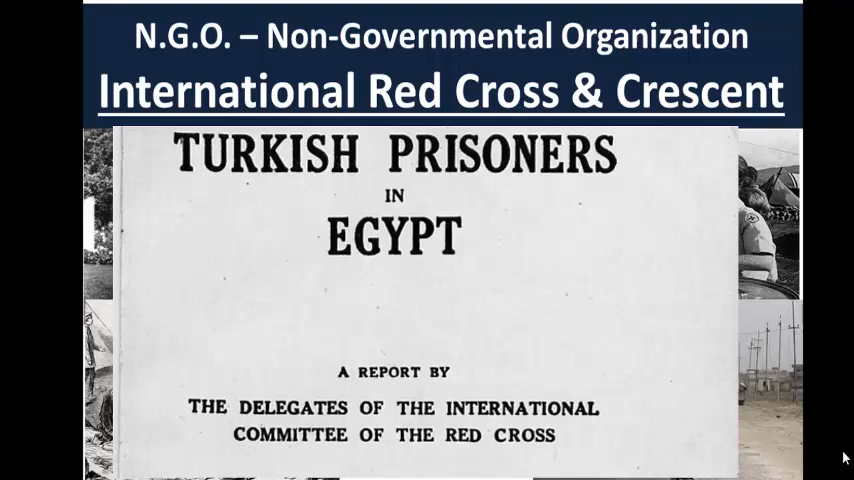 N.G.O. – Non-Governmental Organization
International Red Cross & Crescent
TURKISH PRISONERS
IN
EGYPT
A REPORT BY
THE DELEGATES OF THE INTERNATIONAL
COMMITTEE OF THE RED CROSS